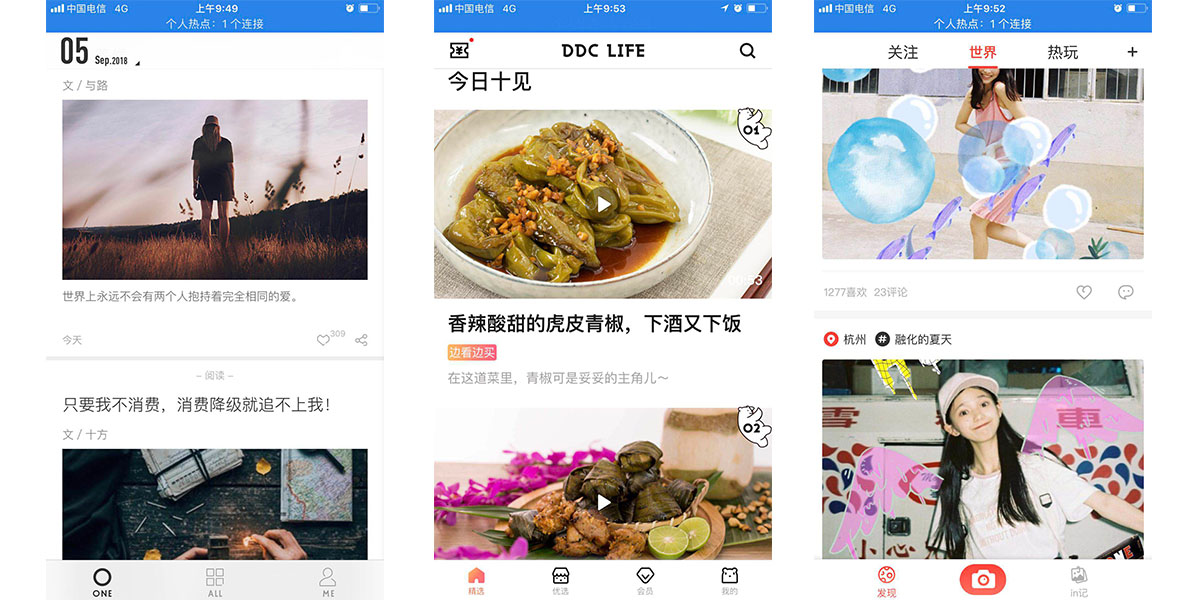 中国电信 4G 上午9:49
个人热点：1 个连接
05 Sep.2018
文 / 与路
世界上永远不会有两个人抱持着完全相同的爱。
今天 309
– 阅读 –
只要我不消费，消费降级就追不上我！
文 / 十方
ONE ALL ME
中国电信 4G 上午9:53
DDC LIFE
今日十见
01
香辣酸甜的虎皮青椒，下酒又下饭
边看边买
在这道菜里，青椒可是妥妥的主角儿～
02
精选 优选 会员 我的
中国电信 4G 上午9:52
个人热点：1 个连接
关注 世界 热玩 +
1277喜欢 23评论
杭州 # 融化的夏天
雪 車
小心
发现 in记